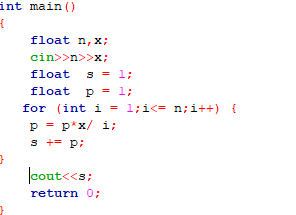 int main()
{
float n,x;
cin>>n>>x;
float  s = 1;
float  p = 1;
for (int i = 1;i<= n;i++) {
p = p*x/ i;
s += p;
}
cout<<s;
return 0;
}